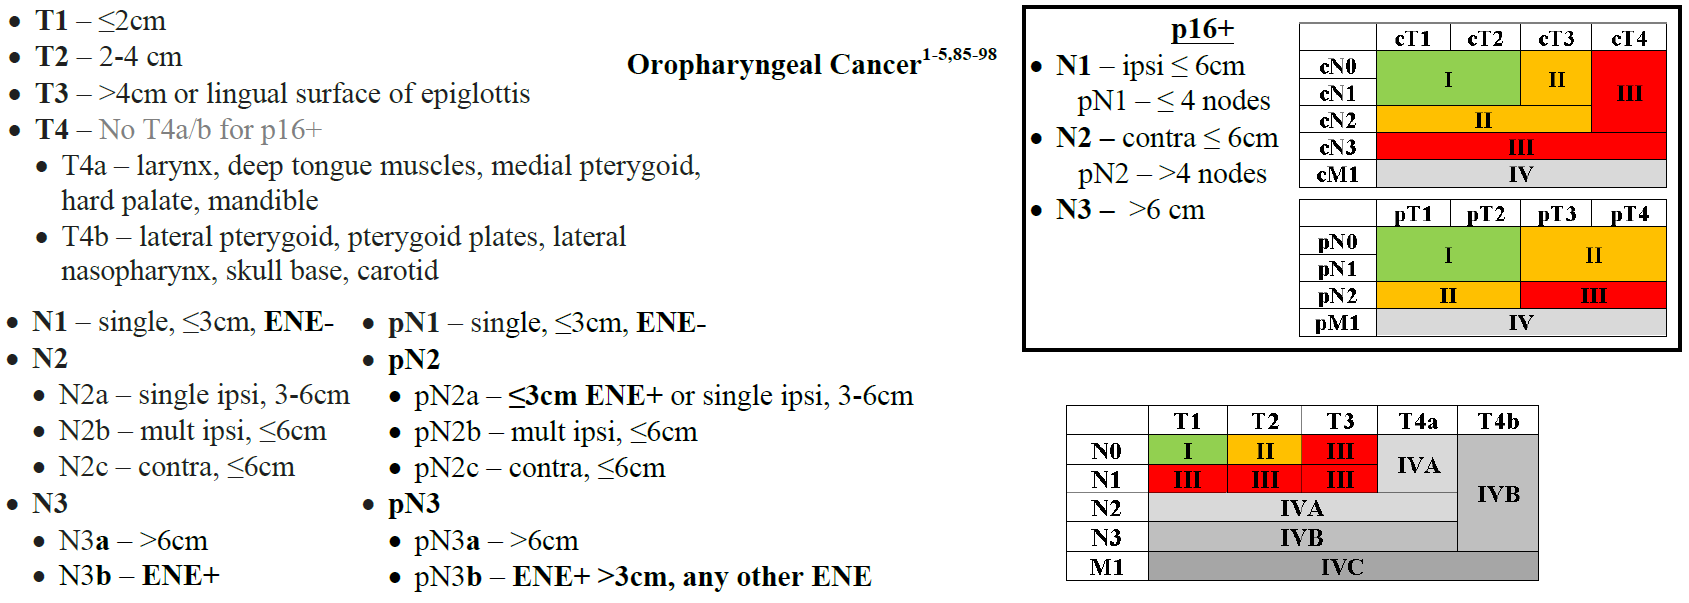 • T1 – ≤2cm
• T2 – 2-4 cm
• T3 – >4cm or lingual surface of epiglottis
• T4 – No T4a/b for p16+
• T4a – larynx, deep tongue muscles, medial pterygoid,
hard palate, mandible
• T4b – lateral pterygoid, pterygoid plates, lateral
nasopharynx, skull base, carotid
Oropharyngeal Cancer1-5,85-98
• N1 – single, ≤3cm, ENE-
• N2
• N2a – single ipsi, 3-6cm
• N2b – mult ipsi, ≤6cm
• N2c – contra, ≤6cm
• N3
• N3a – >6cm
• N3b – ENE+
• pN1 – single, ≤3cm, ENE-
• pN2
• pN2a – ≤3cm ENE+ or single ipsi, 3-6cm
• pN2b – mult ipsi, ≤6cm
• pN2c – contra, ≤6cm
• pN3
• pN3a – >6cm
• pN3b – ENE+ >3cm, any other ENE
p16+
• N1 – ipsi ≤ 6cm
pN1 – ≤ 4 nodes
• N2 – contra ≤ 6cm
pN2 – >4 nodes
• N3 – >6 cm
cT1 cT2 cT3 cT4
cN0
I II III
cN1
cN2 II
cN3 III
cM1 IV
pT1 pT2 pT3 pT4
pN0
I II
pN1
pN2 II III
pM1 IV
T1 T2 T3 T4a T4b
N0 I II III
IVA
N1 III III III
IVB
N2 IVA
N3 IVB
M1 IVC